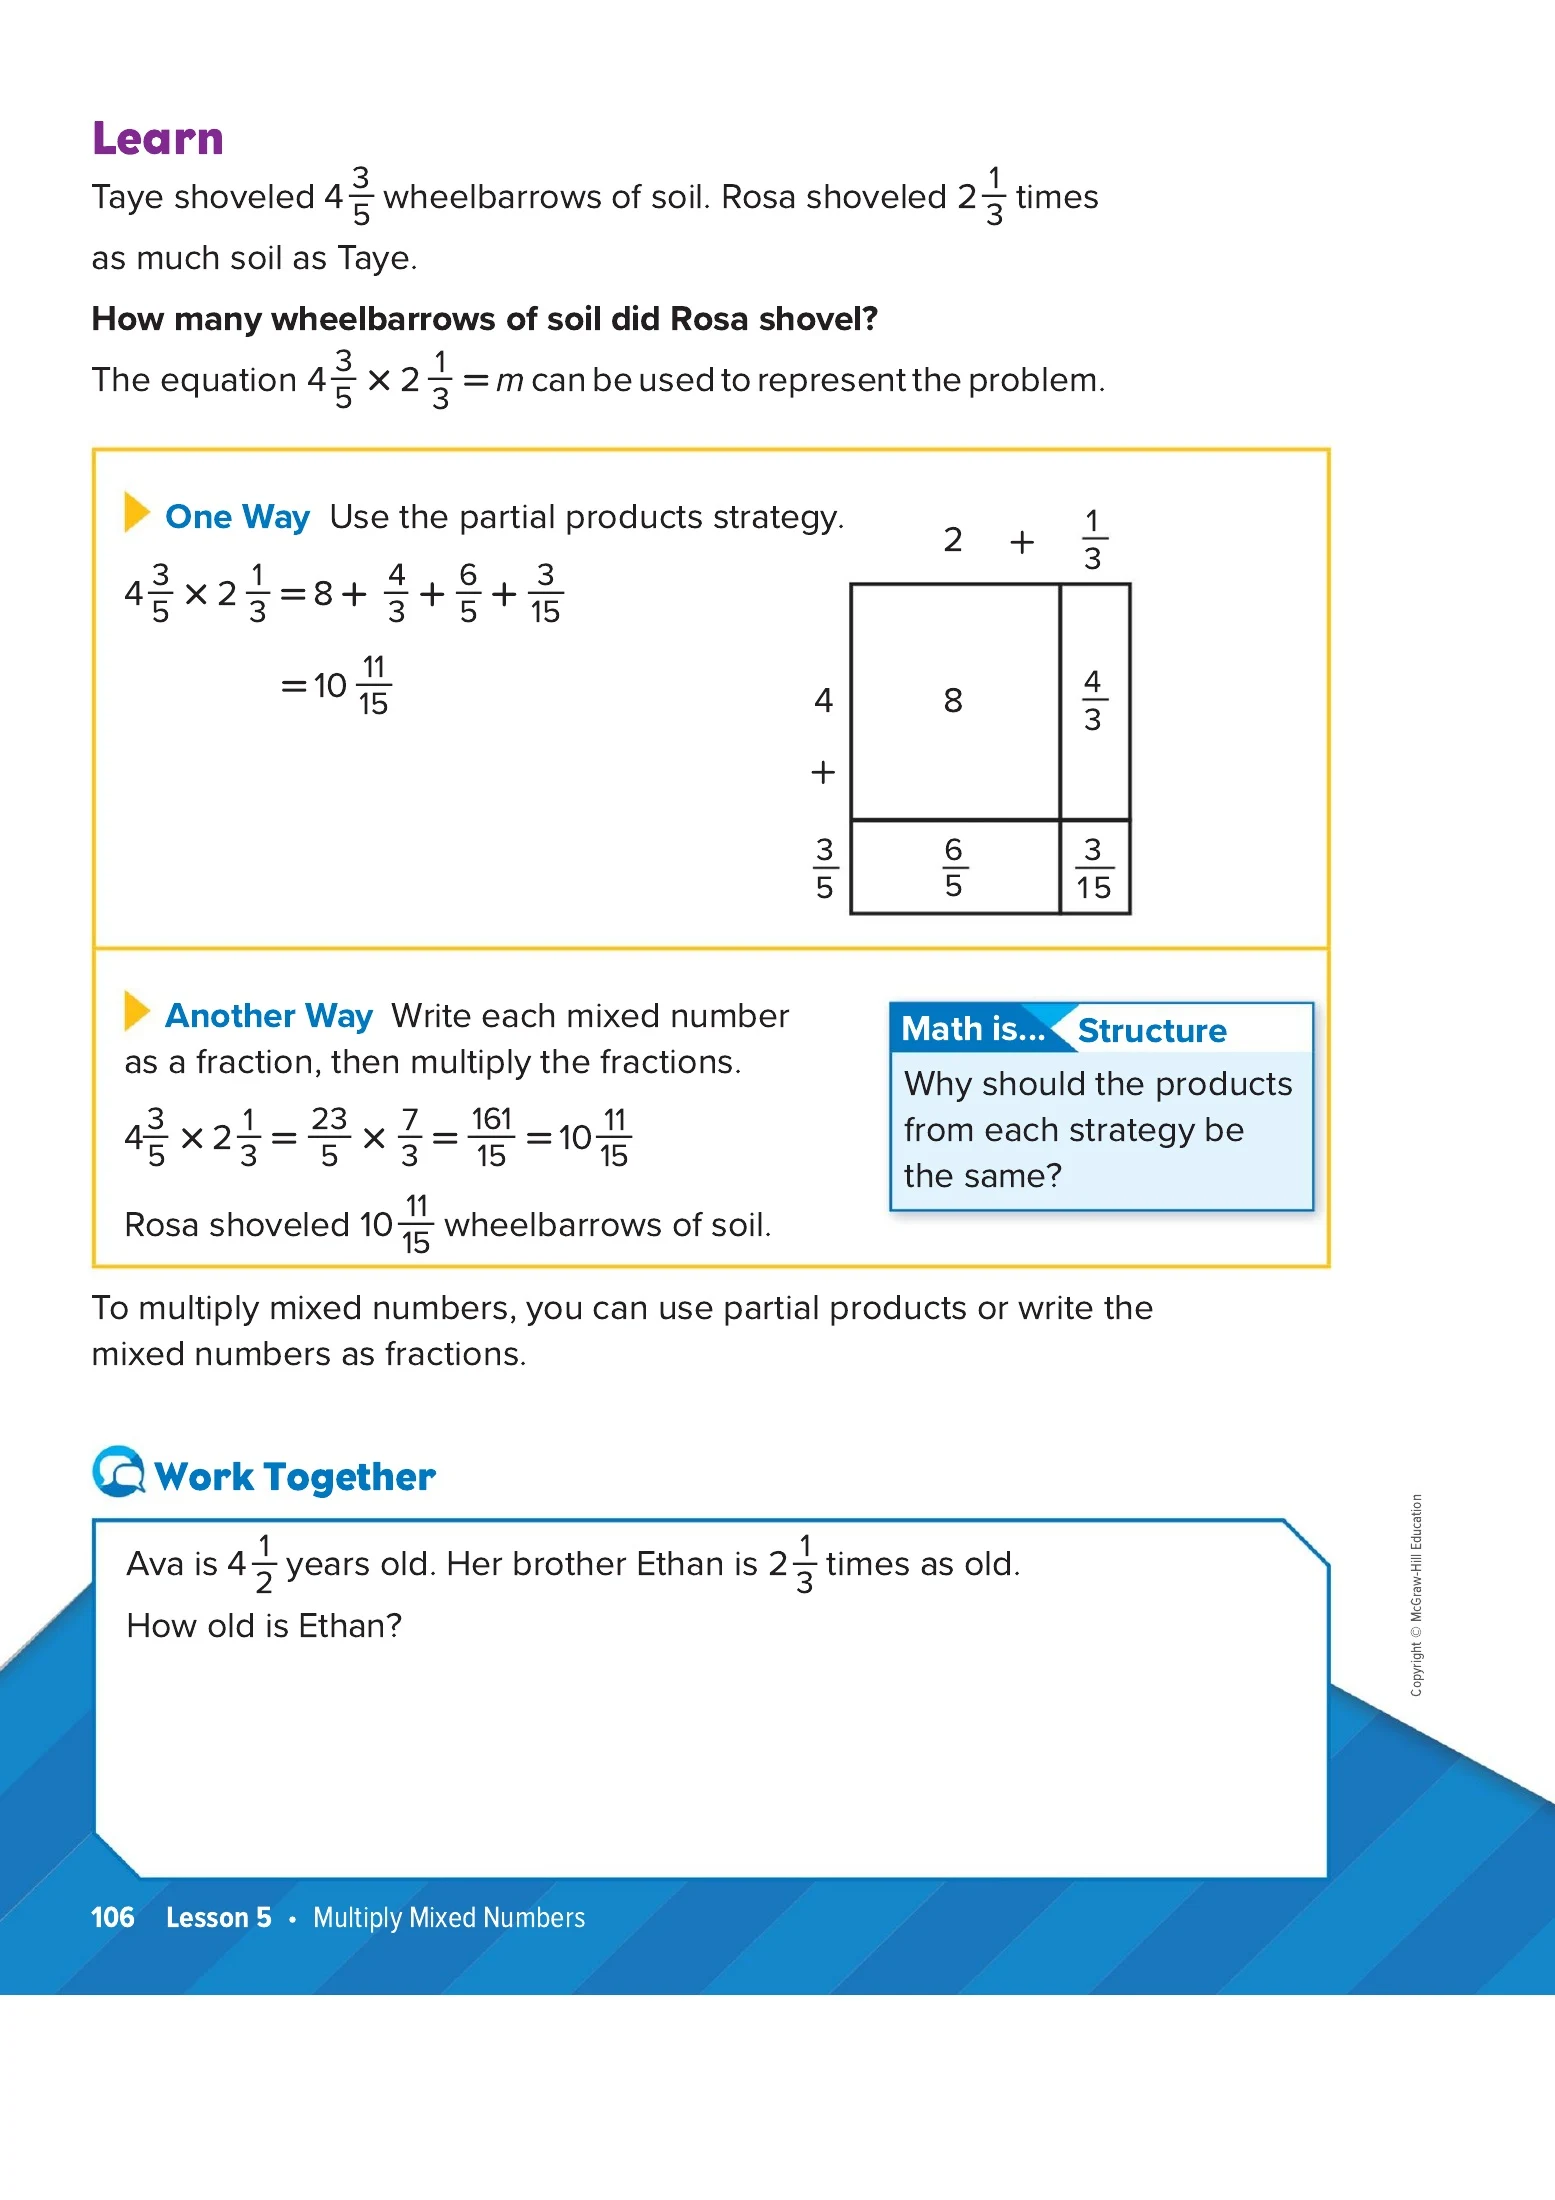 Learn
Taye shoveled 4 3/5 wheelbarrows of soil. Rosa shoveled 2 1/3 times
as much soil as Taye.
How many wheelbarrows of soil did Rosa shovel?
The equation 4 3/5 × 2 1/3 = m can be used to represent the problem.
One Way Use the partial products strategy.
4 3/5 × 2 1/3 = 8 + 4/3 + 6/5 + 3/15
= 10 11/15
2 + 1/3
4 8 4/3
+
3/5 6/5 3/15
Another Way Write each mixed number
as a fraction, then multiply the fractions.
4 3/5 × 2 1/3 = 23/5 × 7/3 = 161/15 = 10 11/15
Rosa shoveled 10 11/15 wheelbarrows of soil.
Math is... Structure
Why should the products
from each strategy be
the same?
To multiply mixed numbers, you can use partial products or write the
mixed numbers as fractions.
Work Together
Ava is 4 1/2 years old. Her brother Ethan is 2 1/3 times as old.
How old is Ethan?
Copyright © McGraw-Hill Education
106 Lesson 5 • Multiply Mixed Numbers